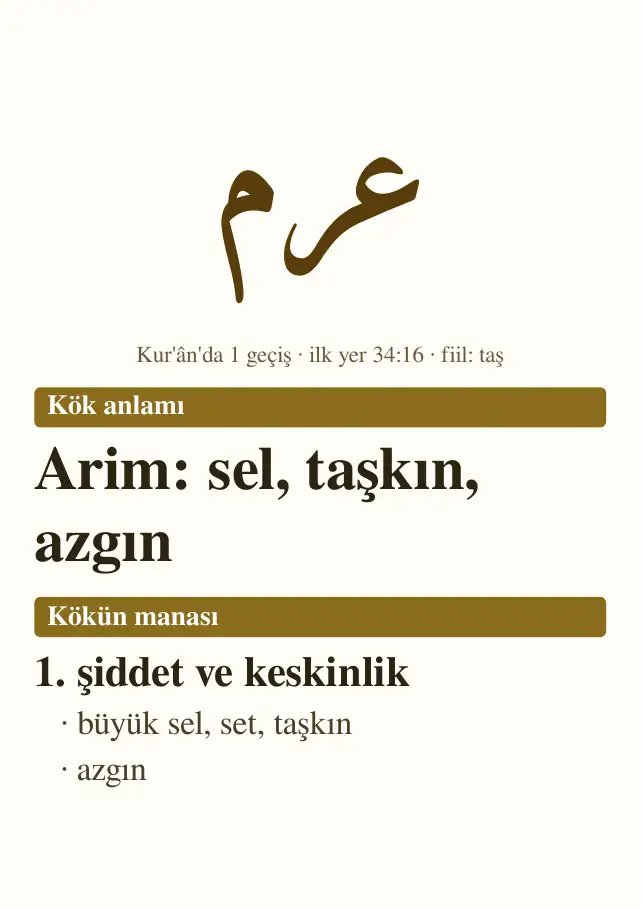 عرم
Kur'ân'da 1 geçiş · ilk yer 34:16 · fiil: taş
Kök anlamı
Arim: sel, taşkın,
azgın
Kökün manası
1. şiddet ve keskinlik
· büyük sel, set, taşkın
· azgın